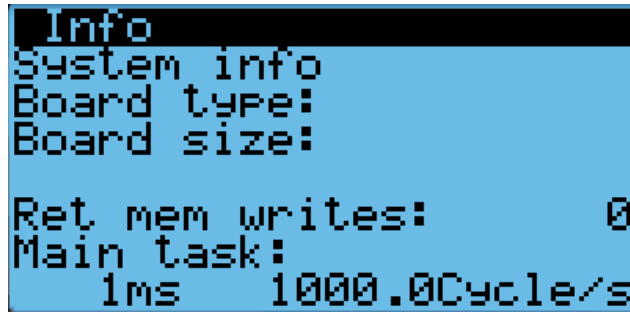 Info
System info
Board type:
Board size:
Ret mem writes: 0
Main task:
1ms 1000.0Cycle/s